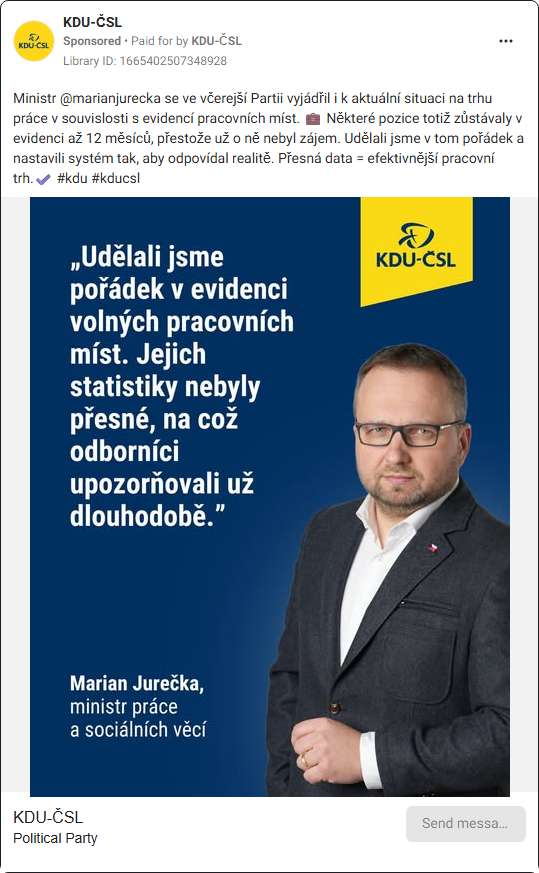 KDU-ČSL
KDU-ČSL
Sponsored • Paid for by KDU-ČSL
Library ID: 1665402507348928
Ministr @marianjurecka se ve včerejší Partii vyjádřil i k aktuální situaci na trhu
práce v souvislosti s evidencí pracovních míst. 💼 Některé pozice totiž zůstávaly v
evidenci až 12 měsíců, přestože už o ně nebyl zájem. Udělali jsme v tom pořádek a
nastavili systém tak, aby odpovídal realitě. Přesná data = efektivnější pracovní
trh.✔️ #kdu #kducsl
KDU-ČSL
„Udělali jsme
pořádek v evidenci
volných pracovních
míst. Jejich
statistiky nebyly
přesné, na což
odborníci
upozorňovali už
dlouhodobě.”
Marian Jurečka,
ministr práce
a sociálních věcí
KDU-ČSL
Political Party
Send messa...